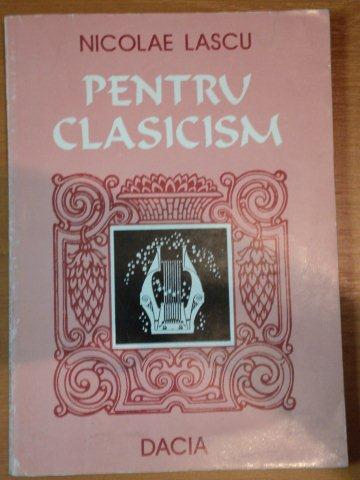 NICOLAE LASCU
PENTRU
CLASICISM
DACIA